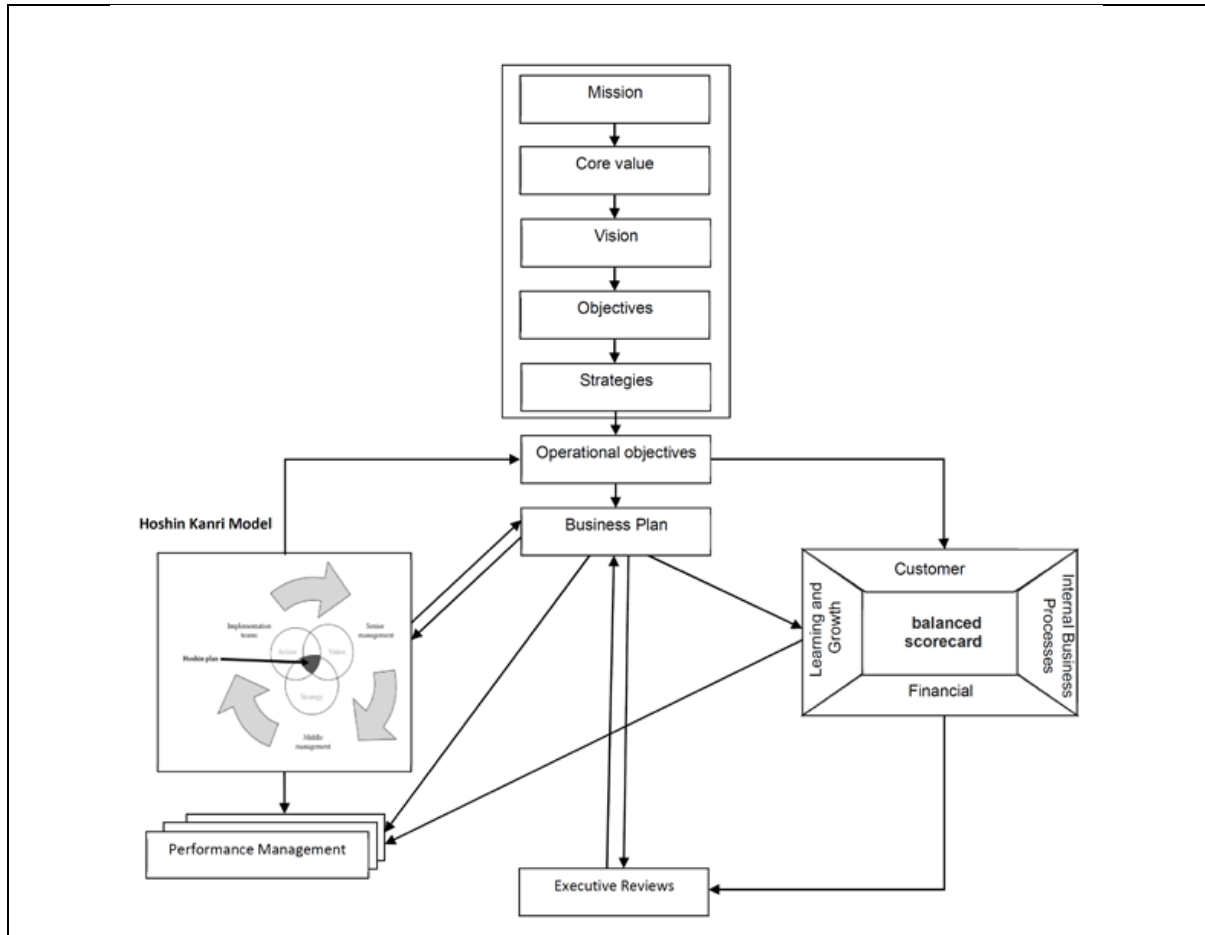 Mission
Core value
Vision
Objectives
Strategies
Operational objectives
Business Plan
Hoshin Kanri Model
Implementation
teams
Senior
management
Action
Vision
Hoshin plan
Strategy
Middle
management
Customer
Learning and
Growth
balanced
scorecard
Internal Business
Processes
Financial
Performance Management
Executive Reviews